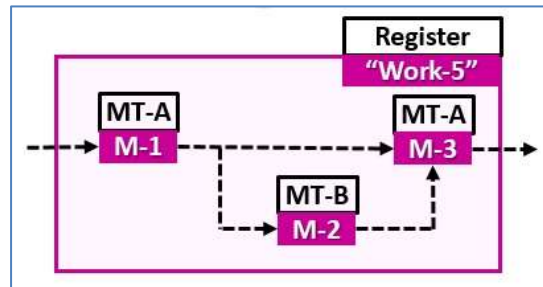 Register
“Work-5”
MT-A
M-1
MT-A
M-3
MT-B
M-2